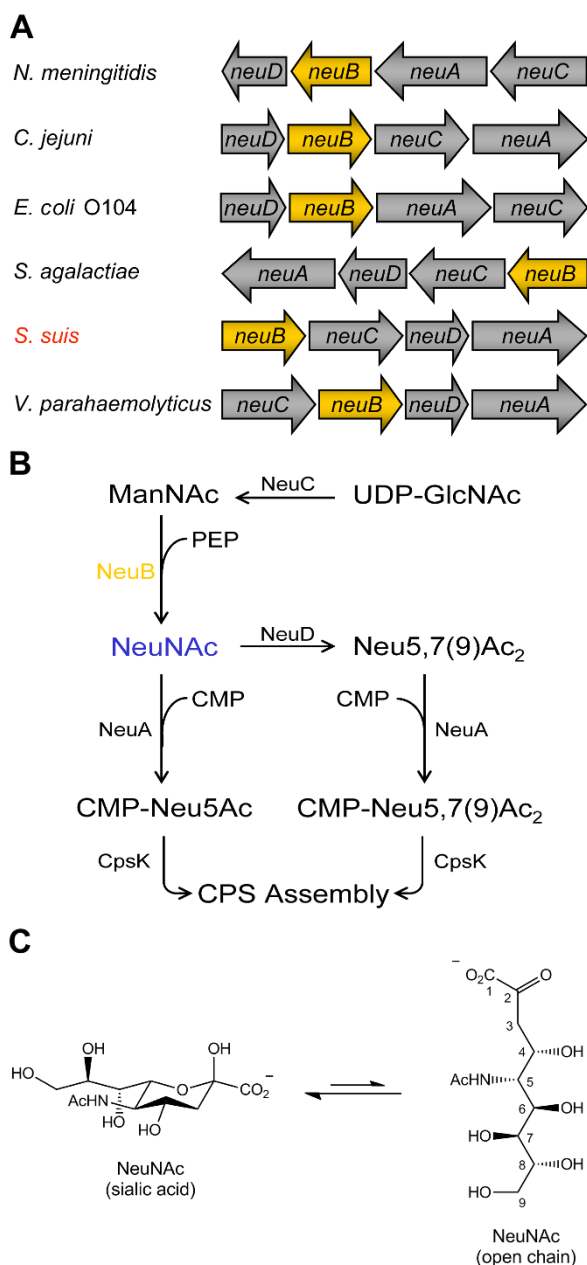 A
N. meningitidis neuD neuB neuA neuC
C. jejuni neuD neuB neuC neuA
E. coli O104 neuD neuB neuA neuC
S. agalactiae neuA neuD neuC neuB
S. suis neuB neuC neuD neuA
V. parahaemolyticus neuC neuB neuD neuA
B
ManNAc NeuC UDP-GlcNAc
PEP
NeuB
NeuNAc NeuD Neu5,7(9)Ac₂
CMP CMP
NeuA NeuA
CMP-Neu5Ac CMP-Neu5,7(9)Ac₂
CpsK CpsK
CPS Assembly
C
HO OH O OH CO₂⁻
AcHN HO HO
NeuNAc
(sialic acid)
⁻O₂C O
1 2
3
4 OH
AcHN 5
6 OH
HO 7
8 OH
HO 9
NeuNAc
(open chain)